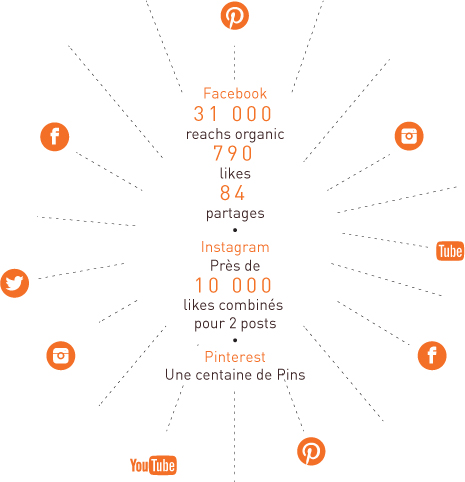 Facebook
31 000
reachs organic
790
likes
84
partages
•
Instagram
Près de
10 000
likes combinés
pour 2 posts
•
Pinterest
Une centaine de Pins
Tube
YouTube